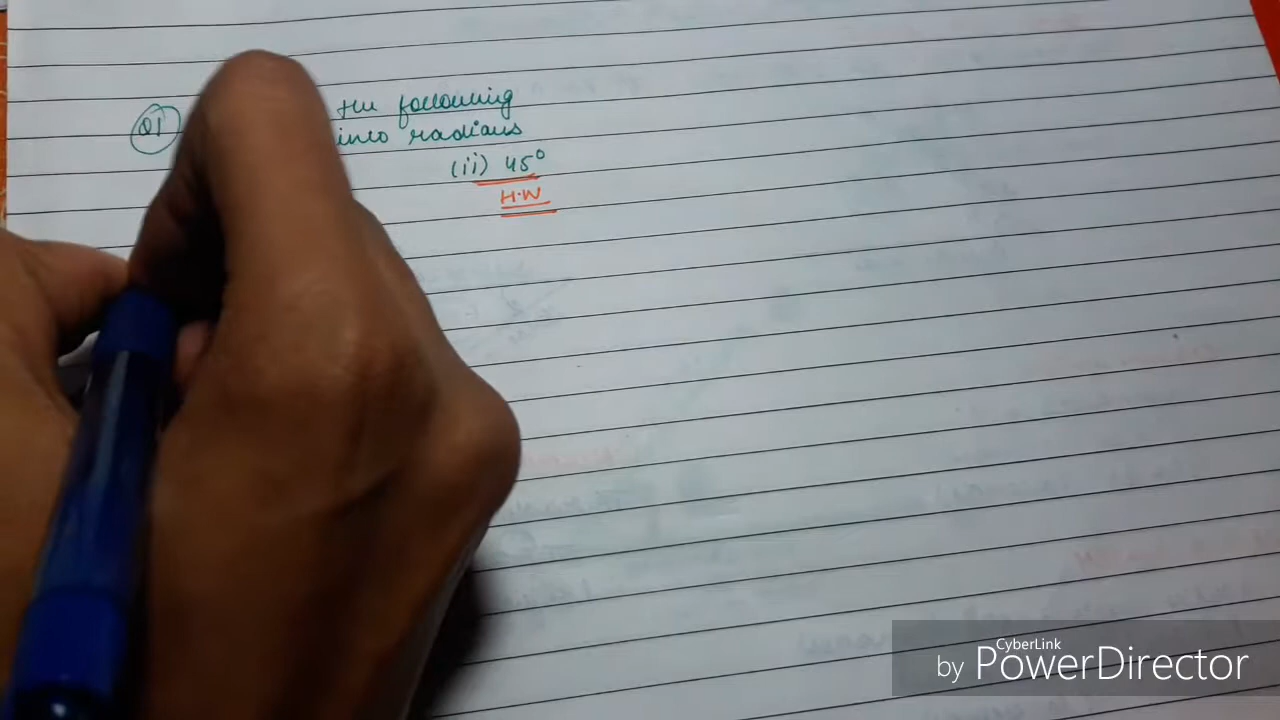 Q1 the following
into radians
(ii) 45°
H.W
CyberLink
by PowerDirector